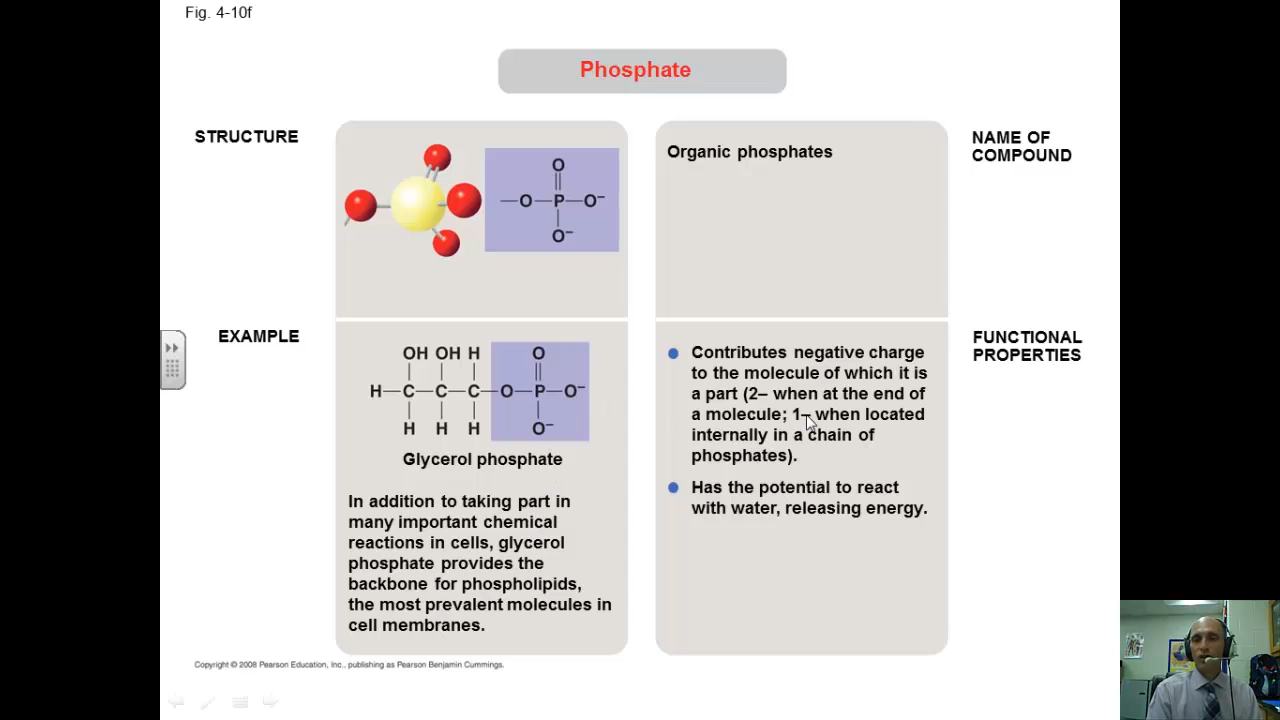 Fig. 4-10f
Phosphate
STRUCTURE
O
—O—P—O–
O–
Organic phosphates
NAME OF
COMPOUND
EXAMPLE
OH OH H O
H—C—C—C—O—P—O–
H H H O–
Glycerol phosphate
In addition to taking part in
many important chemical
reactions in cells, glycerol
phosphate provides the
backbone for phospholipids,
the most prevalent molecules in
cell membranes.
Contributes negative charge
to the molecule of which it is
a part (2– when at the end of
a molecule; 1– when located
internally in a chain of
phosphates).
Has the potential to react
with water, releasing energy.
FUNCTIONAL
PROPERTIES
Copyright © 2008 Pearson Education, Inc., publishing as Pearson Benjamin Cummings.